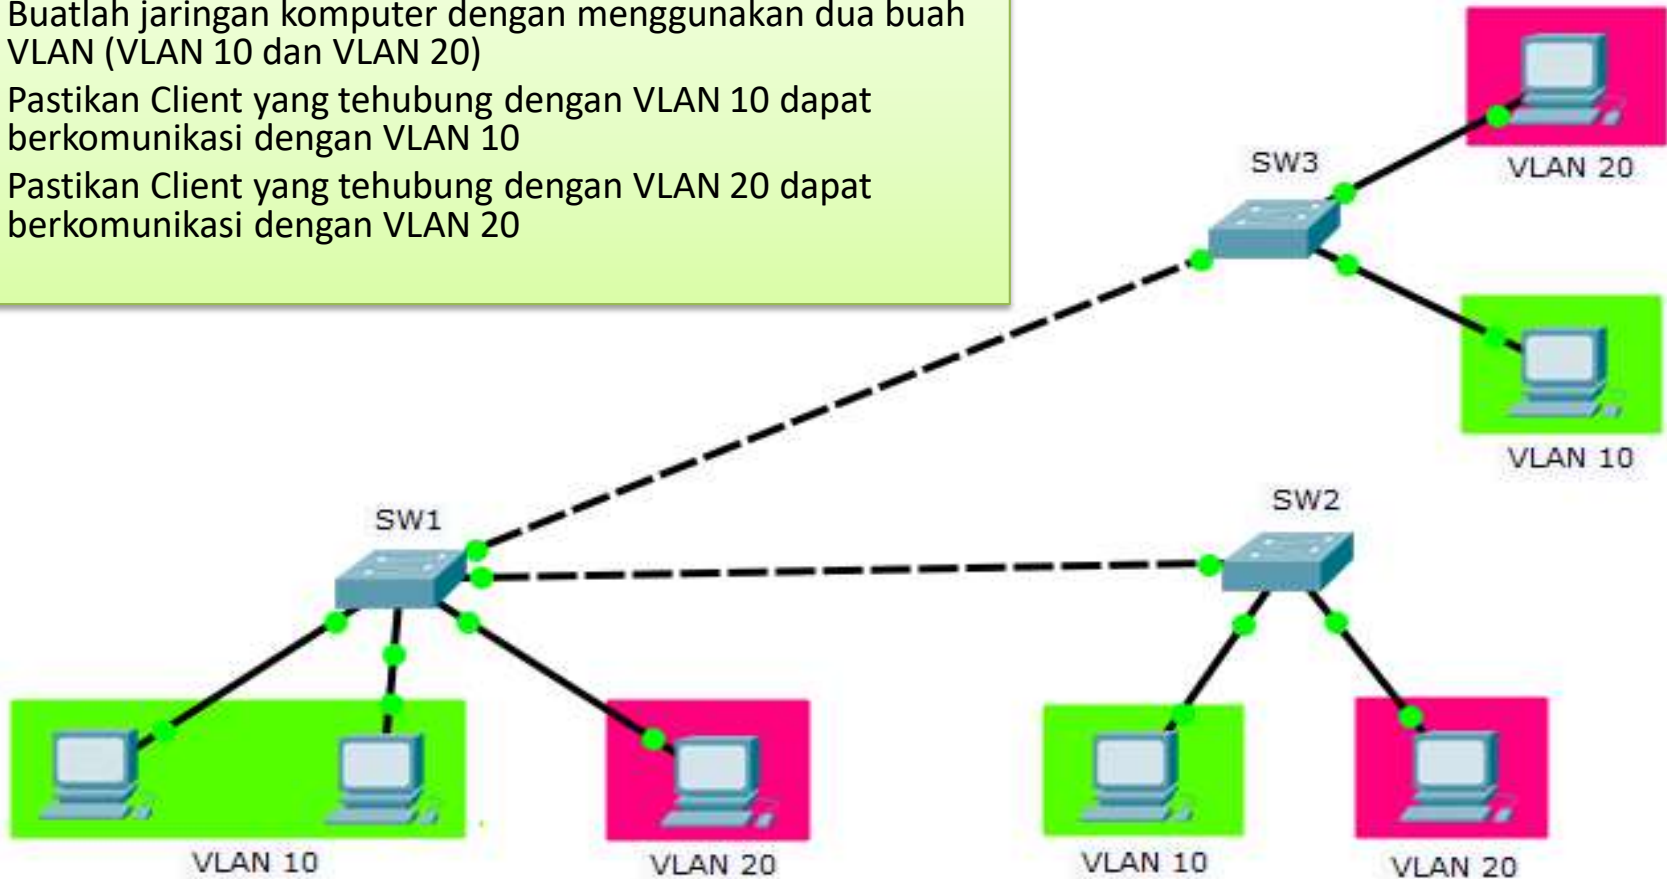 Buatlah jaringan komputer dengan menggunakan dua buah
VLAN (VLAN 10 dan VLAN 20)
Pastikan Client yang tehubung dengan VLAN 10 dapat
berkomunikasi dengan VLAN 10
Pastikan Client yang tehubung dengan VLAN 20 dapat
berkomunikasi dengan VLAN 20
SW3
VLAN 20
VLAN 10
SW1
SW2
VLAN 10
VLAN 20
VLAN 10
VLAN 20